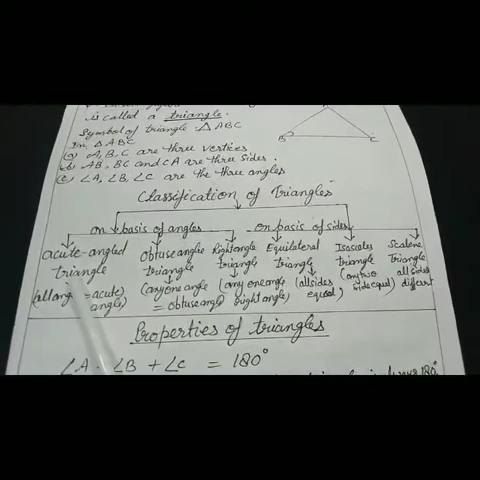 is called a triangle.
Symbol of triangle - △ABC
In △ABC
(a) A, B, C are three vertices
(b) AB, BC and CA are three sides.
(c) ∠A, ∠B, ∠C are the three angles
B C
Classification of Triangles
on basis of angles on basis of sides
acute-angled triangle (all ang = acute angle)
Obtuse angle triangle (any one angle = obtuse angle)
Right angle triangle (any one angle right angle)
Equilateral triangle (all sides equal)
Isosceles triangle (any two side equal)
Scalene Triangle all sides different
Properties of triangles
∠A ∠B + ∠C = 180°
180°